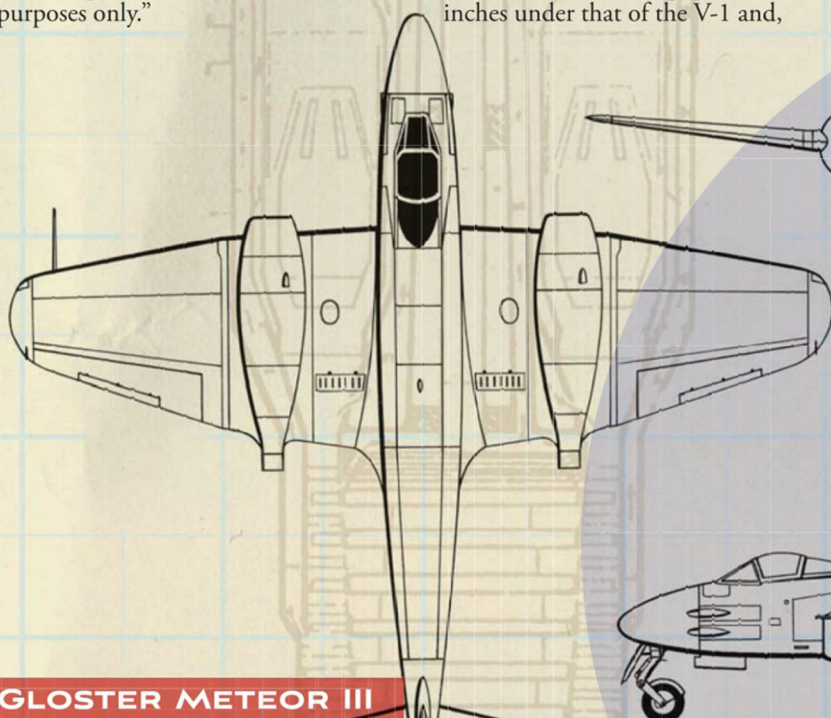 purposes only.”
inches under that of the V-1 and,
GLOSTER METEOR III